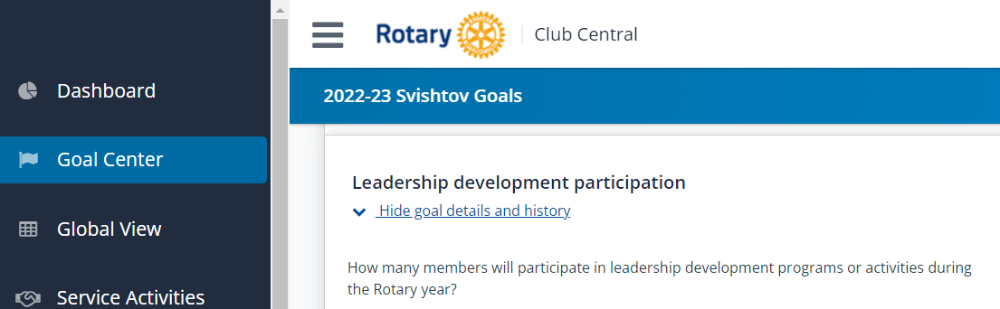 Dashboard
Goal Center
Global View
Service Activities
Rotary
Club Central
2022-23 Svishtov Goals
Leadership development participation
Hide goal details and history
How many members will participate in leadership development programs or activities during
the Rotary year?